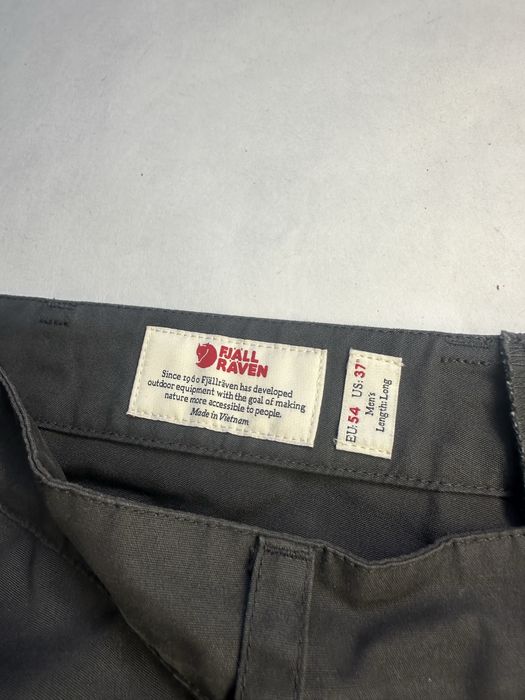 FJÄLL
RÄVEN
Since 1960 Fjällräven has developed
outdoor equipment with the goal of making
nature more accessible to people.
Made in Vietnam
EU: 54 US: 37"
Men's
Length: Long